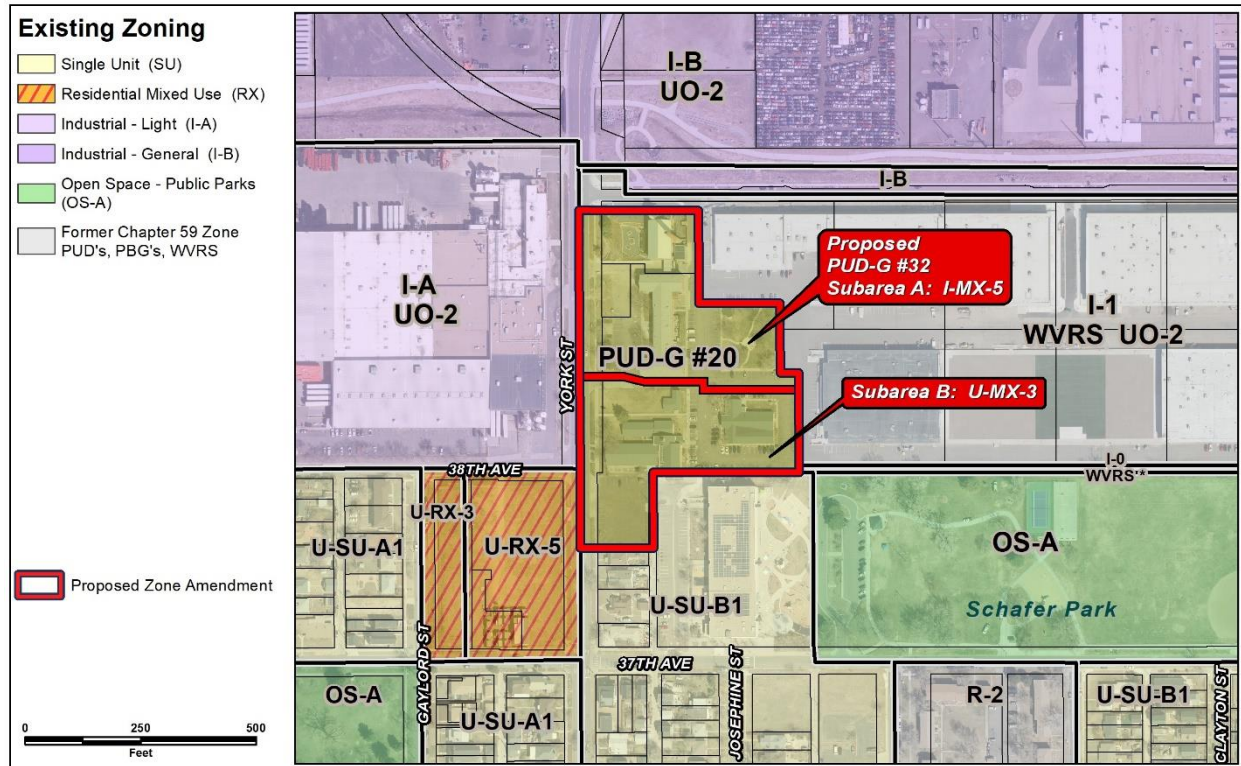 Existing Zoning
Single Unit (SU)
Residential Mixed Use (RX)
Industrial - Light (I-A)
Industrial - General (I-B)
Open Space - Public Parks
(OS-A)
Former Chapter 59 Zone
PUD's, PBG's, WVRS
Proposed Zone Amendment
0 250 500
Feet
I-B
UO-2
I-B
I-A
UO-2
YORK ST
PUD-G #20
Proposed
PUD-G #32
Subarea A: I-MX-5
I-1
WVRS UO-2
Subarea B: U-MX-3
I-0
WVRS *
38TH AVE
U-SU-A1
U-RX-3
U-RX-5
U-SU-B1
OS-A
Schafer Park
GAYLORD ST
37TH AVE
JOSEPHINE ST
OS-A
U-SU-A1
R-2
U-SU-B1
CLAYTON ST